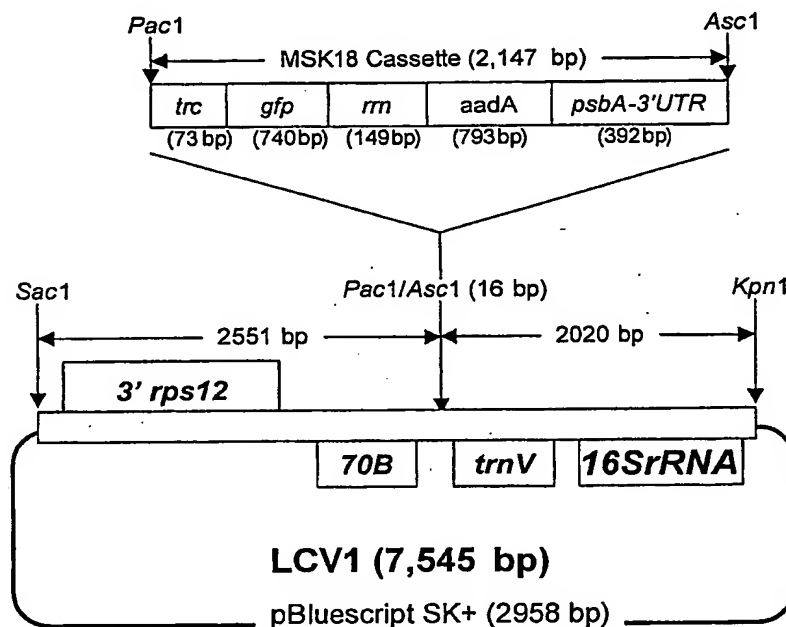 Pac1 Asc1
MSK18 Cassette (2,147 bp)
trc gfp rrn aadA psbA-3'UTR
(73bp) (740bp) (149bp) (793bp) (392bp)
Sac1 Pac1/Asc1 (16 bp) Kpn1
2551 bp 2020 bp
3' rps12
70B trnV 16SrRNA
LCV1 (7,545 bp)
pBluescript SK+ (2958 bp)